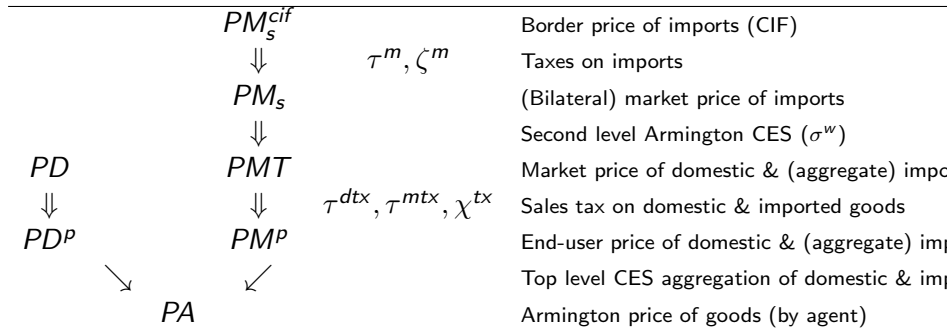 PM_s^{cif} Border price of imports (CIF)
⇓ τ^m, ζ^m Taxes on imports
PM_s (Bilateral) market price of imports
⇓ Second level Armington CES (σ^w)
PD PMT Market price of domestic & (aggregate)
⇓ ⇓ τ^{dtx}, τ^{mtx}, χ^{tx} Sales tax on domestic & imported goods
PD^p PM^p End-user price of domestic & (aggregate)
↘ ↙ Top level CES aggregation of domestic &
PA Armington price of goods (by agent)